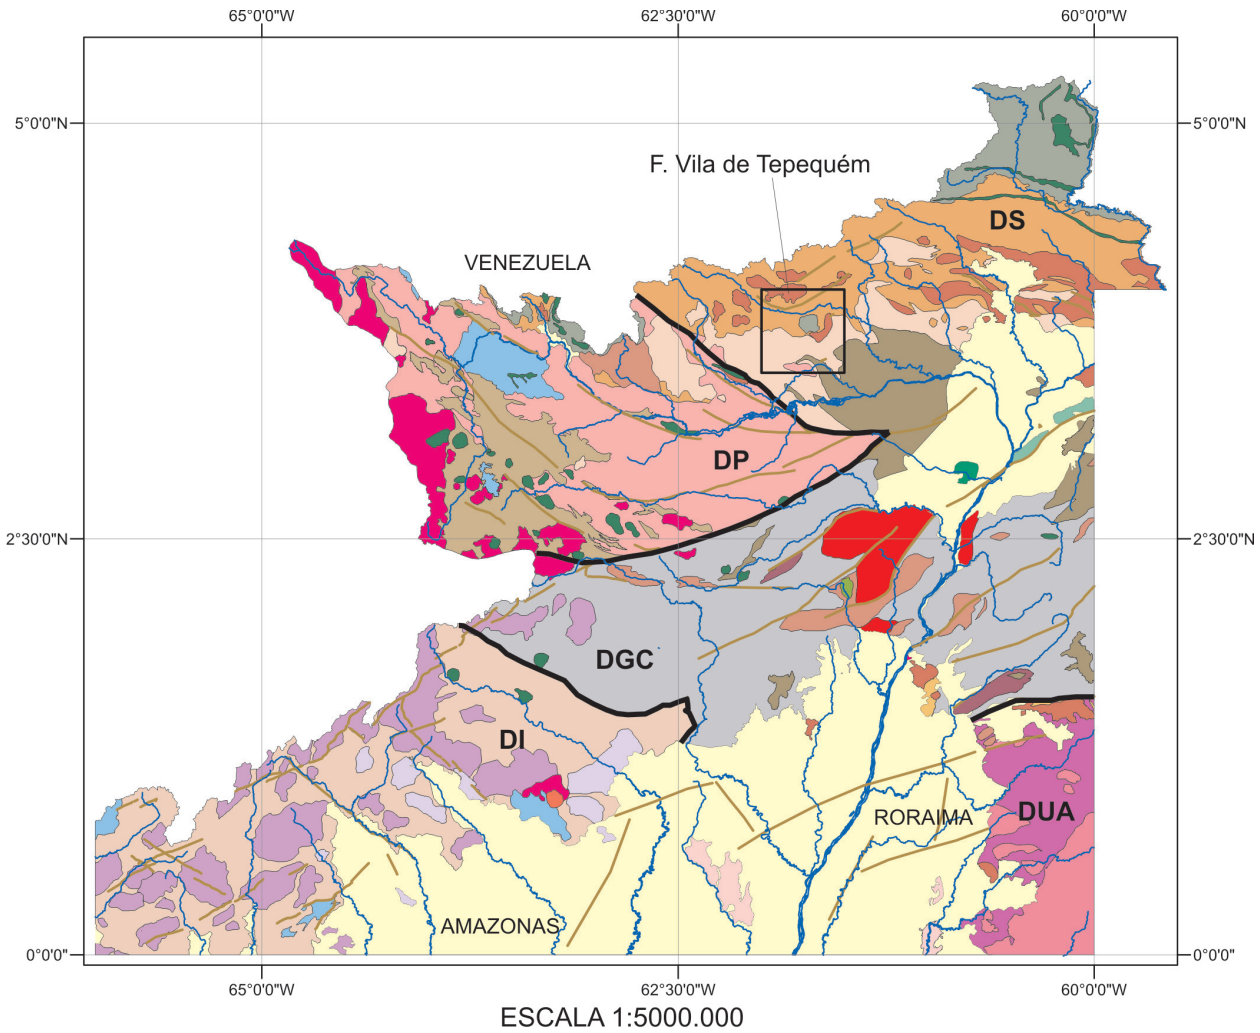 65°0'0"W
62°30'0"W
60°0'0"W
5°0'0"N
5°0'0"N
F. Vila de Tepequém
DS
VENEZUELA
DP
2°30'0"N
2°30'0"N
DGC
DI
DUA
RORAIMA
AMAZONAS
0°0'0"
0°0'0"
65°0'0"W
62°30'0"W
60°0'0"W
ESCALA 1:5000.000